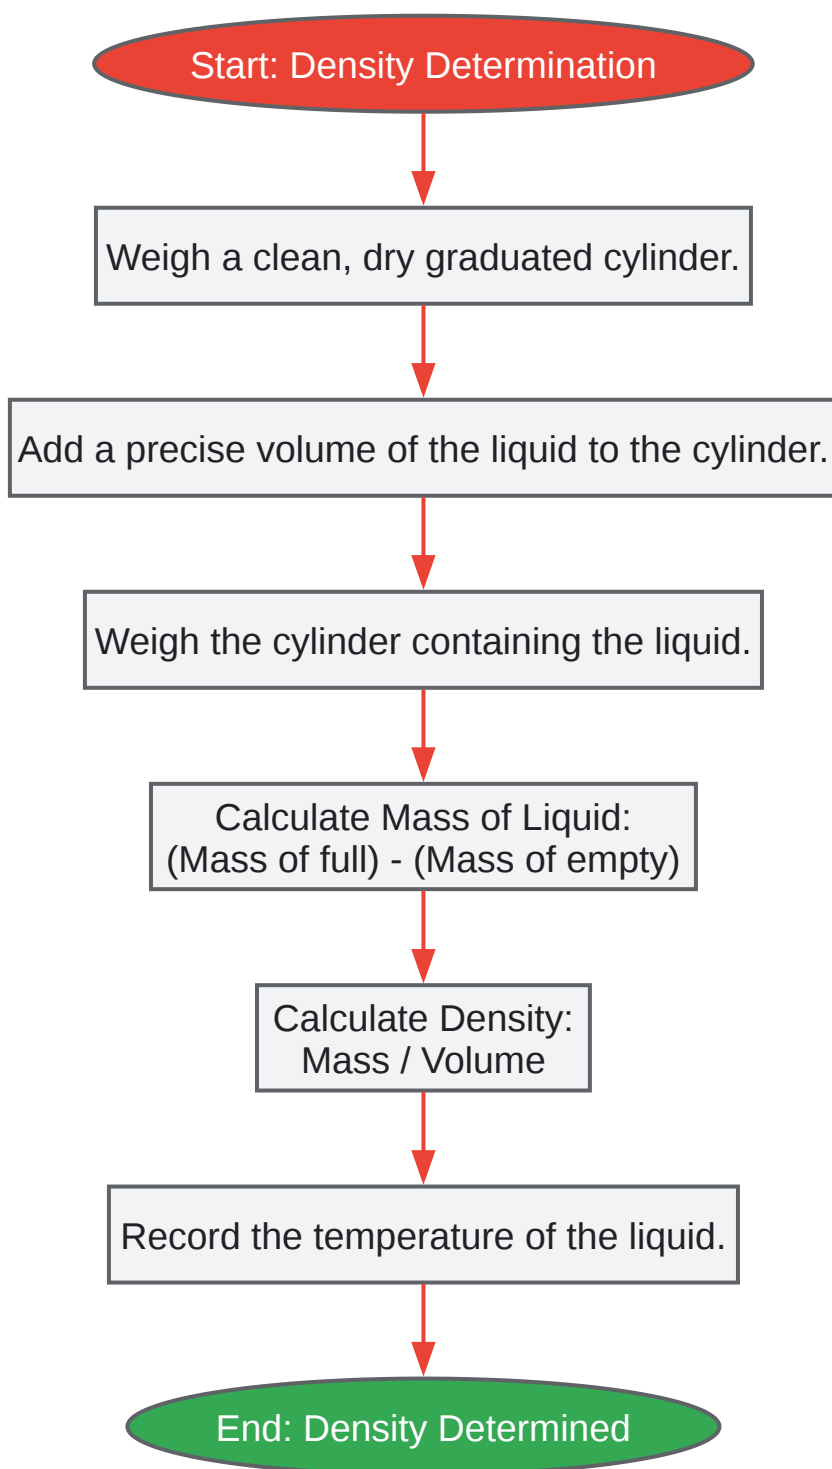 Start: Density Determination
Weigh a clean, dry graduated cylinder.
Add a precise volume of the liquid to the cylinder.
Weigh the cylinder containing the liquid.
Calculate Mass of Liquid:
(Mass of full) - (Mass of empty)
Calculate Density:
Mass / Volume
Record the temperature of the liquid.
End: Density Determined